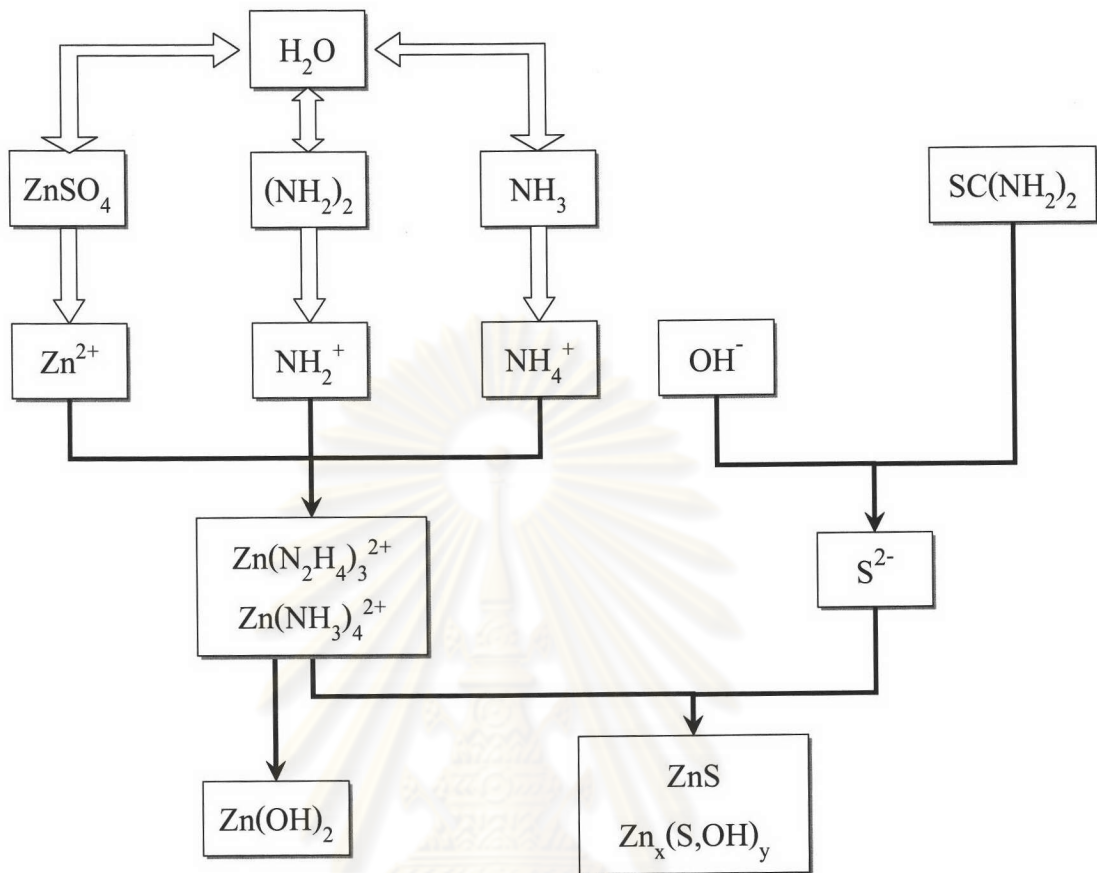 H₂O
ZnSO₄
(NH₂)₂
NH₃
SC(NH₂)₂
Zn²⁺
NH₂⁺
NH₄⁺
OH⁻
Zn(N₂H₄)₃²⁺
Zn(NH₃)₄²⁺
S²⁻
Zn(OH)₂
ZnS
Znₓ(S,OH)ᵧ